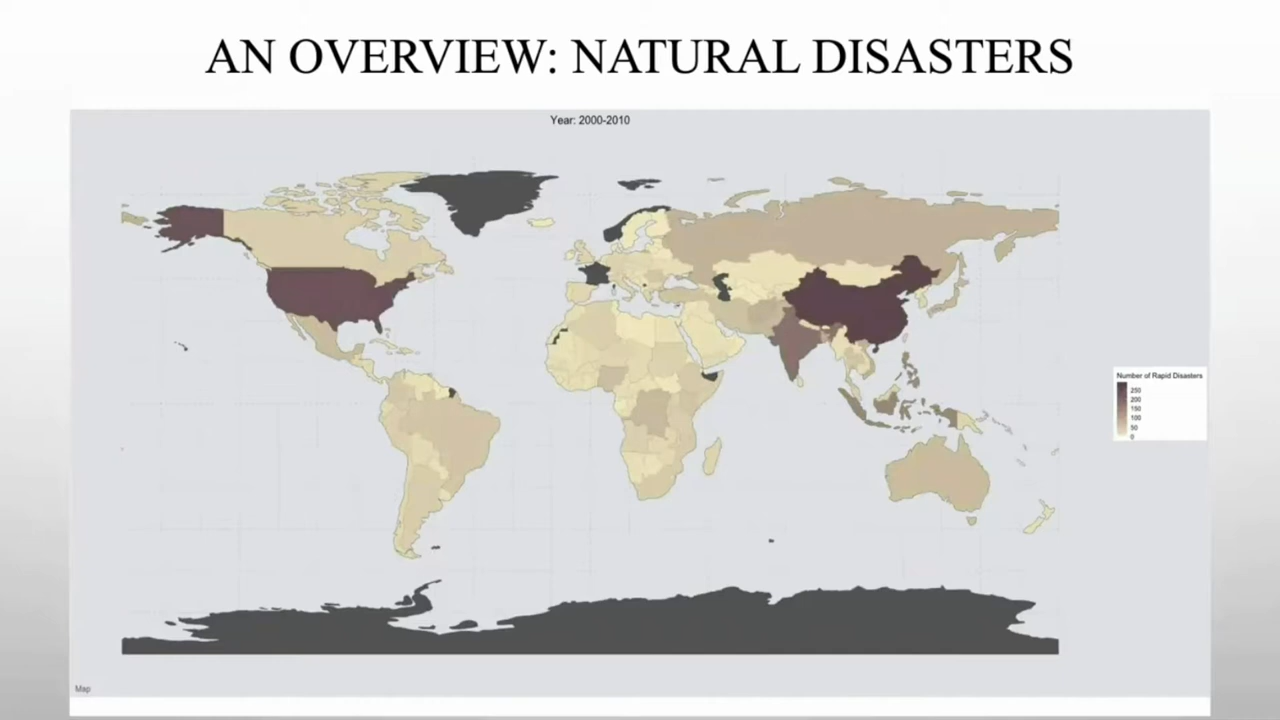 AN OVERVIEW: NATURAL DISASTERS
Year: 2000-2010
Number of Rapid Disasters
250
200
150
100
50
0
Map